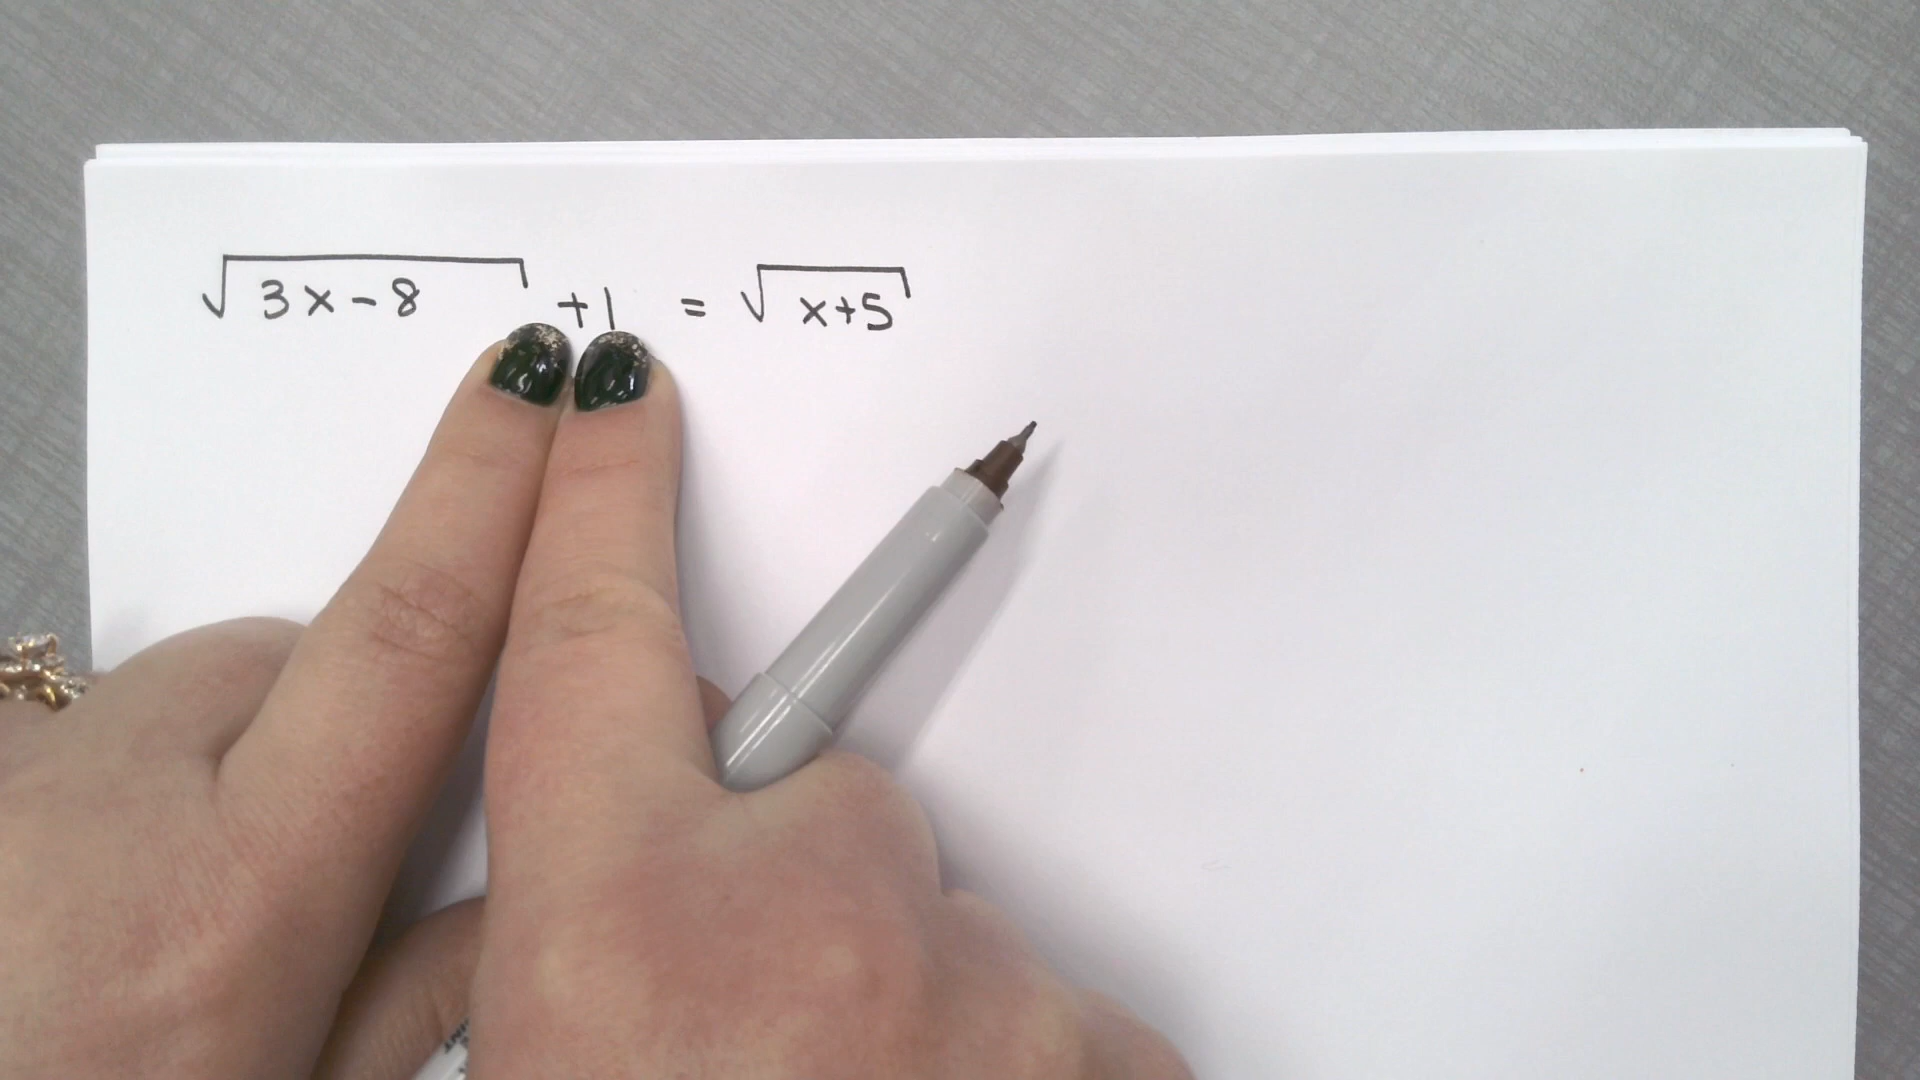 √3x-8 +1 = √x+5